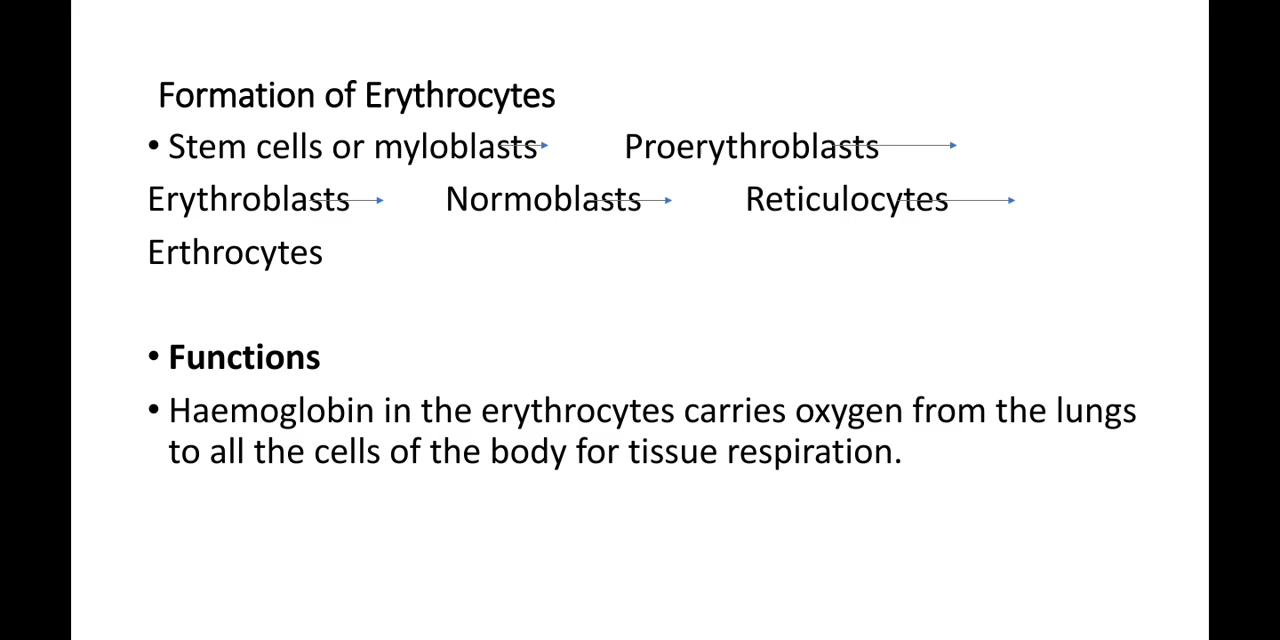 Formation of Erythrocytes
• Stem cells or myloblasts Proerythroblasts
Erythroblasts Normoblasts Reticulocytes
Erthrocytes
• Functions
• Haemoglobin in the erythrocytes carries oxygen from the lungs
to all the cells of the body for tissue respiration.